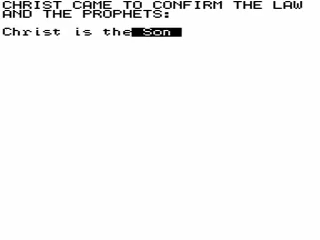 CHRIST CAME TO CONFIRM THE LAW
AND THE PROPHETS:
Christ is the Son